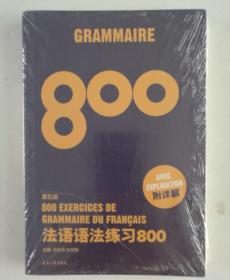 GRAMMAIRE
800
AVEC
EXPLICATION
附详解
第五册
800 EXERCICES DE
GRAMMAIRE DU FRANÇAIS
法语语法练习800